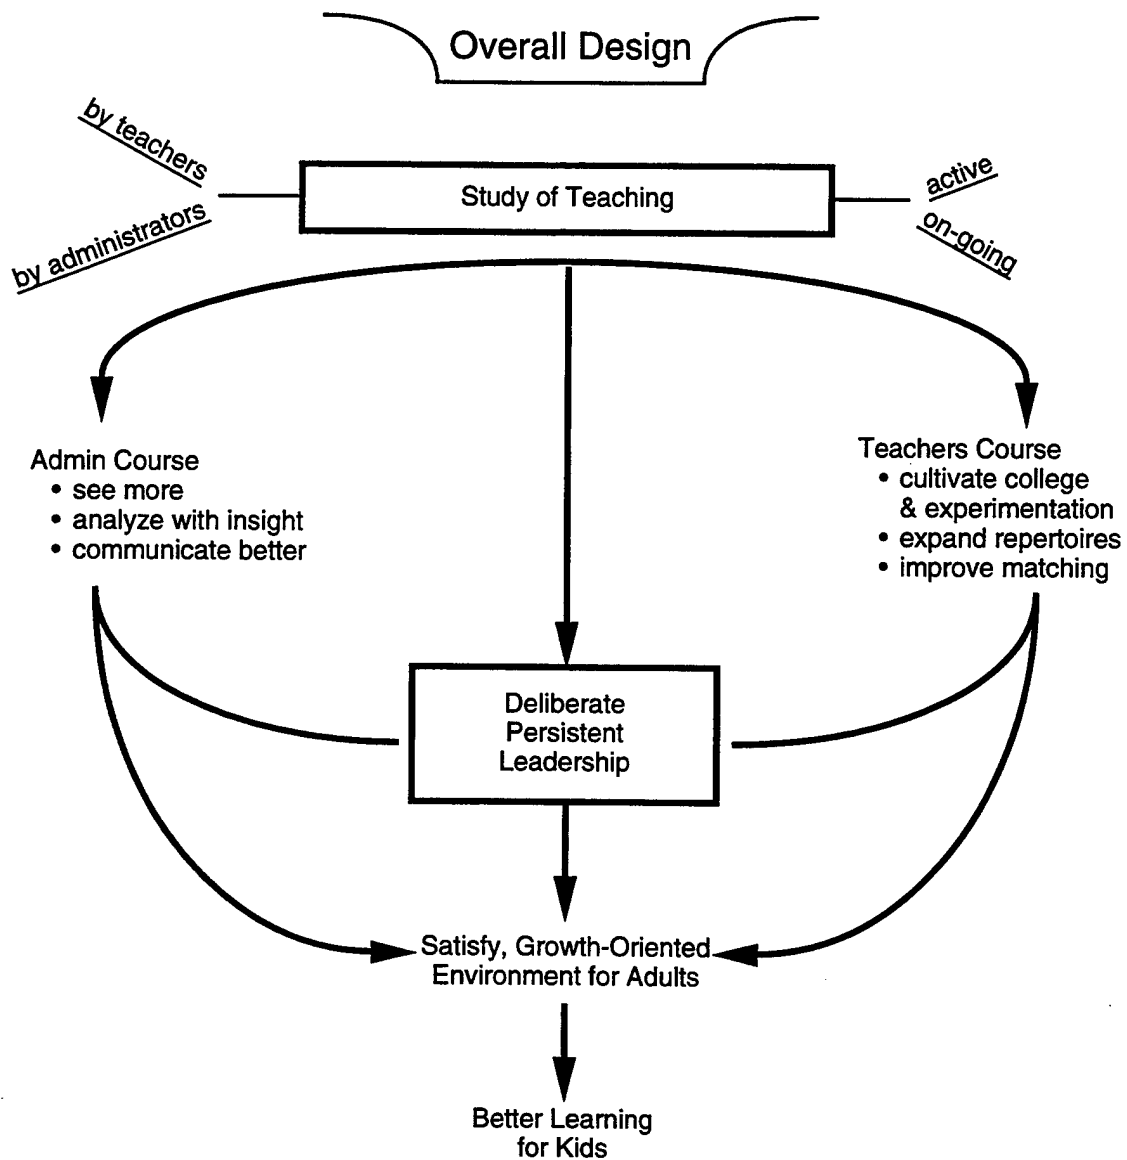 Overall Design
by teachers
by administrators
Study of Teaching
active
on-going
Admin Course
• see more
• analyze with insight
• communicate better
Teachers Course
• cultivate college
& experimentation
• expand repertoires
• improve matching
Deliberate
Persistent
Leadership
Satisfy, Growth-Oriented
Environment for Adults
Better Learning
for Kids